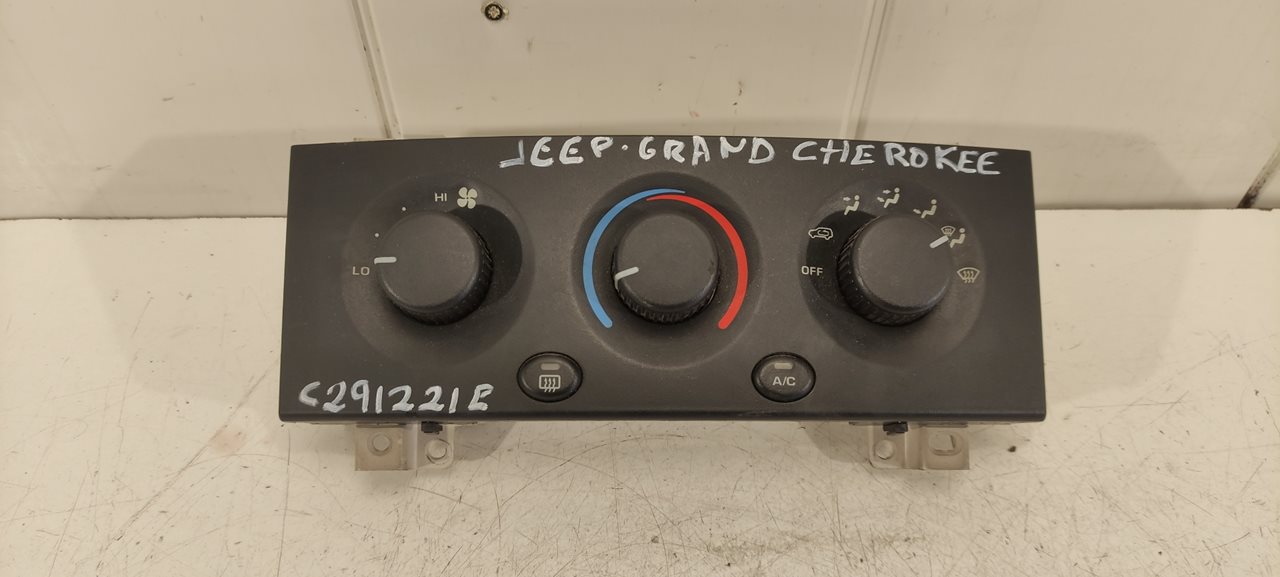 JEEP. GRAND CHEROKEE
HI
LO
OFF
A/C
C291221E